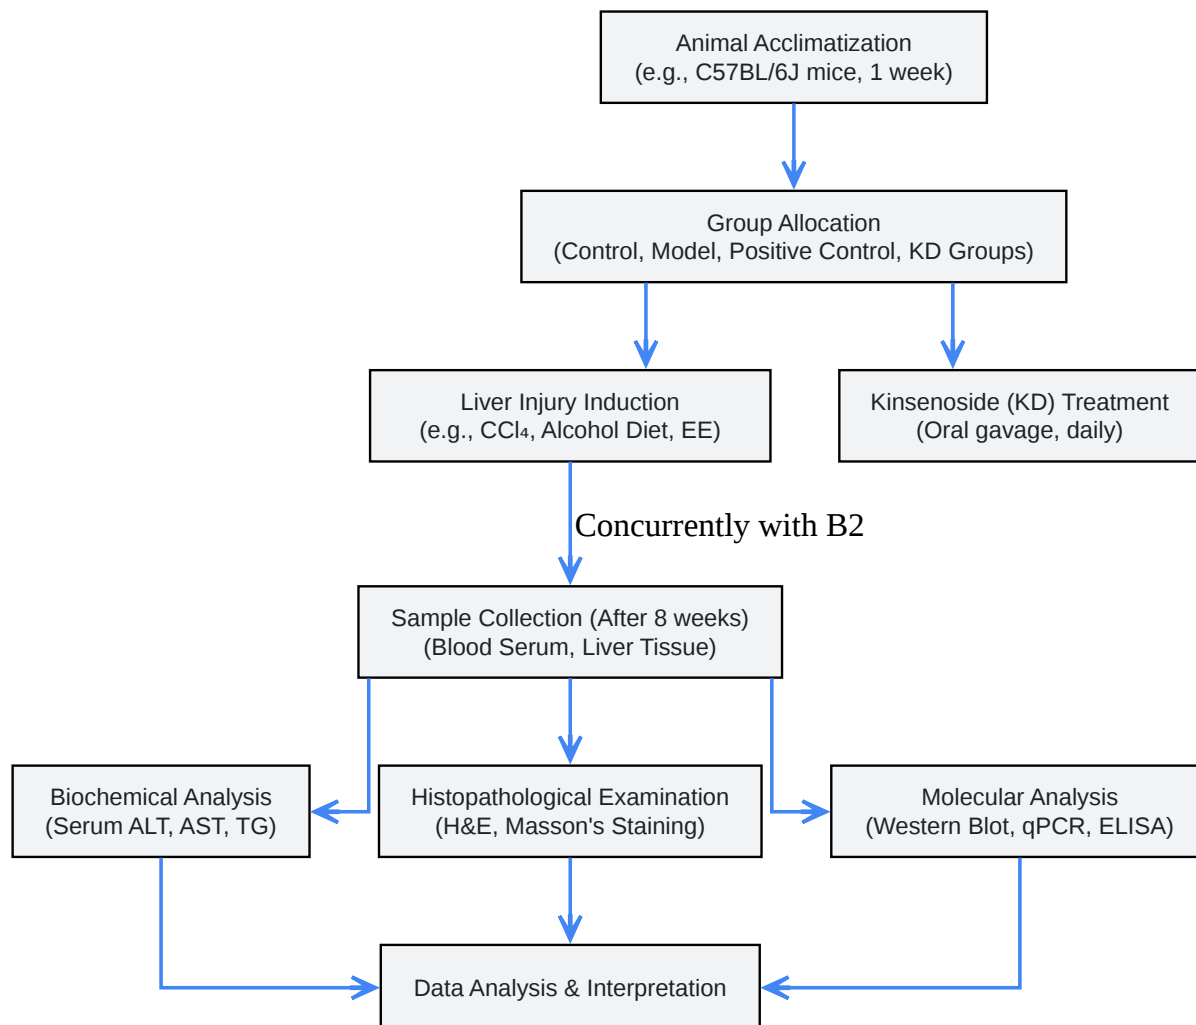 Animal Acclimatization
(e.g., C57BL/6J mice, 1 week)
Group Allocation
(Control, Model, Positive Control, KD Groups)
Liver Injury Induction
(e.g., CCl₄, Alcohol Diet, EE)
Kinsenoside (KD) Treatment
(Oral gavage, daily)
Concurrently with B2
Sample Collection (After 8 weeks)
(Blood Serum, Liver Tissue)
Biochemical Analysis
(Serum ALT, AST, TG)
Histopathological Examination
(H&E, Masson's Staining)
Molecular Analysis
(Western Blot, qPCR, ELISA)
Data Analysis & Interpretation